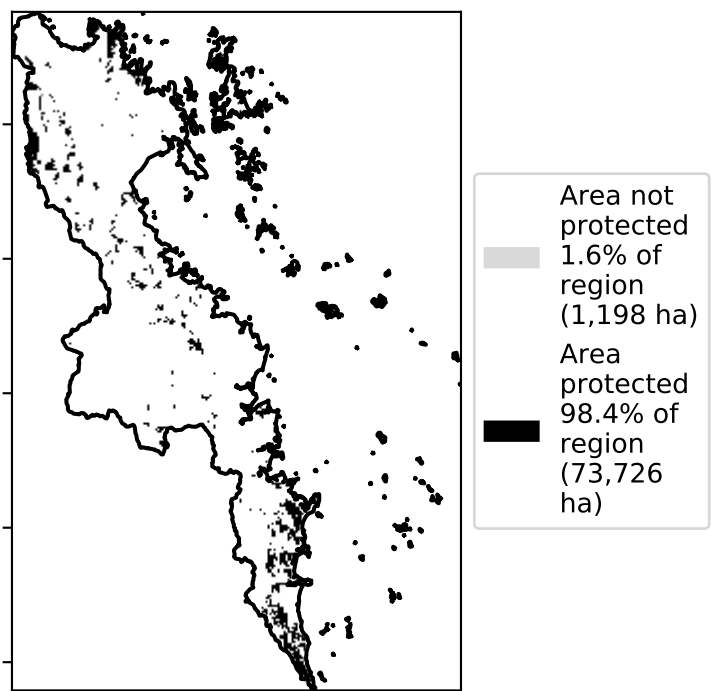 Area not
protected
1.6% of
region
(1,198 ha)
Area
protected
98.4% of
region
(73,726
ha)